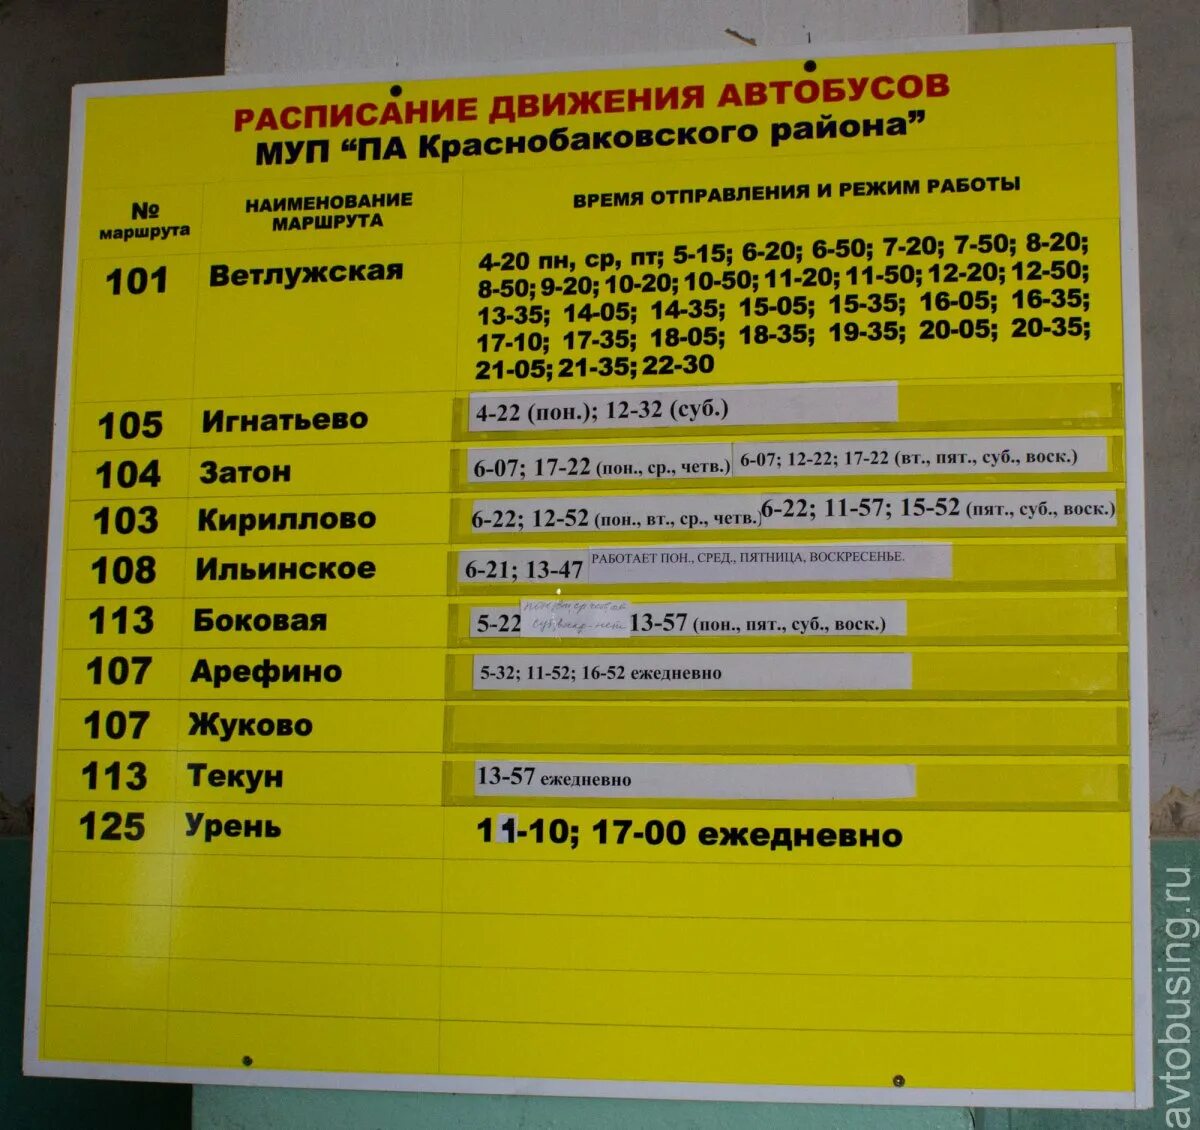 РАСПИСАНИЕ ДВИЖЕНИЯ АВТОБУСОВ
МУП “ПА Краснобаковского района”
№ маршрута
НАИМЕНОВАНИЕ МАРШРУТА
ВРЕМЯ ОТПРАВЛЕНИЯ И РЕЖИМ РАБОТЫ
101 Ветлужская
4-20 пн, ср, пт; 5-15; 6-20; 6-50; 7-20; 7-50; 8-20;
8-50; 9-20; 10-20; 10-50; 11-20; 11-50; 12-20; 12-50;
13-35; 14-05; 14-35; 15-05; 15-35; 16-05; 16-35;
17-10; 17-35; 18-05; 18-35; 19-35; 20-05; 20-35;
21-05; 21-35; 22-30
105 Игнатьево 4-22 (пон.); 12-32 (суб.)
104 Затон 6-07; 17-22 (пон., ср., четв.) 6-07; 12-22; 17-22 (вт., пят., суб., воск.)
103 Кириллово 6-22; 12-52 (пон., вт., ср., четв.) 6-22; 11-57; 15-52 (пят., суб., воск.)
108 Ильинское 6-21; 13-47 РАБОТАЕТ ПОН., СРЕД., ПЯТНИЦА, ВОСКРЕСЕНЬЕ.
113 Боковая 5-22 13-57 (пон., пят., суб., воск.)
107 Арефино 5-32; 11-52; 16-52 ежедневно
107 Жуково
113 Текун 13-57 ежедневно
125 Урень 11-10; 17-00 ежедневно
avtobusing.ru